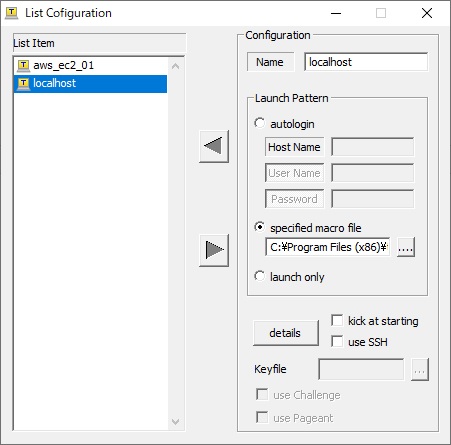 List Cofiguration
List Item
aws_ec2_01
localhost
Configuration
Name
localhost
Launch Pattern
autologin
Host Name
User Name
Password
specified macro file
C:¥Program Files (x86)¥
....
launch only
details
kick at starting
use SSH
Keyfile
...
use Challenge
use Pageant